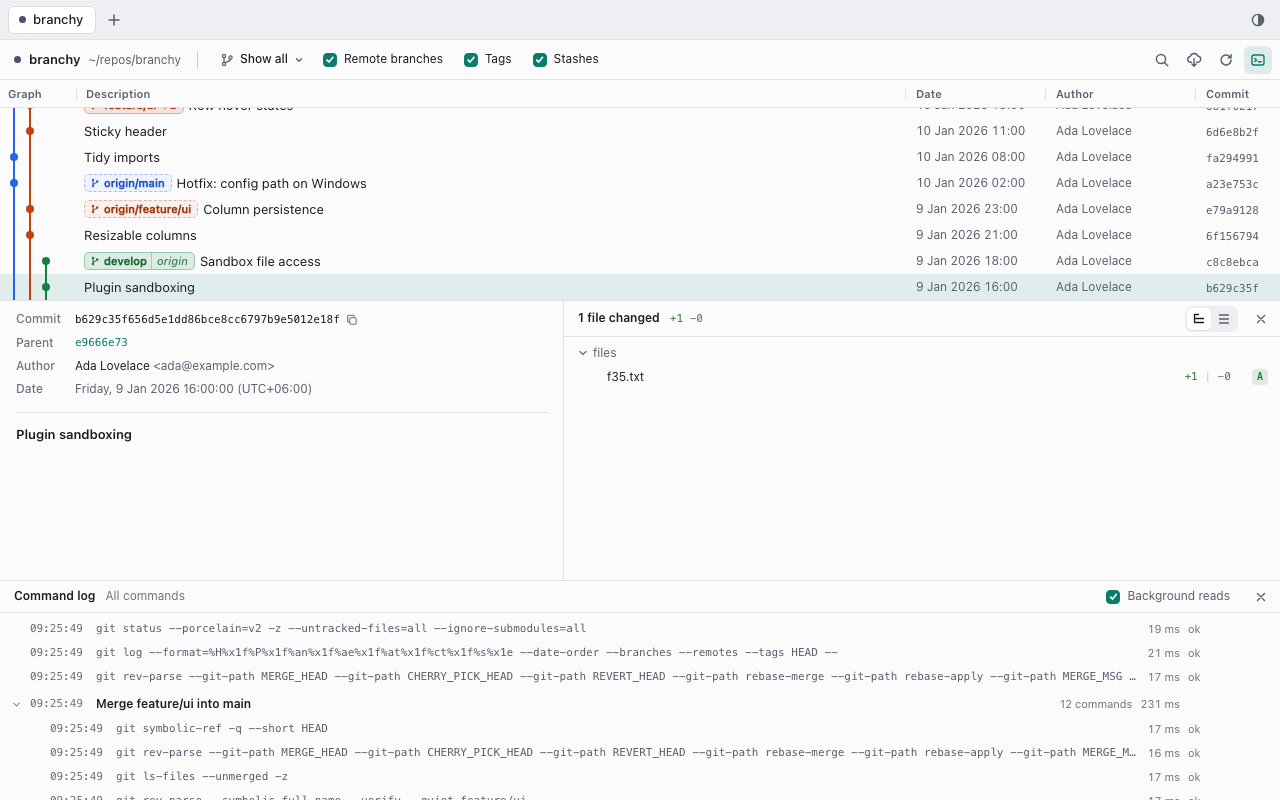 branchy
branchy ~/repos/branchy Show all Remote branches Tags Stashes
Graph Description Date Author Commit
Sticky header 10 Jan 2026 11:00 Ada Lovelace 6d6e8b2f
Tidy imports 10 Jan 2026 08:00 Ada Lovelace fa294991
origin/main Hotfix: config path on Windows 10 Jan 2026 02:00 Ada Lovelace a23e753c
origin/feature/ui Column persistence 9 Jan 2026 23:00 Ada Lovelace e79a9128
Resizable columns 9 Jan 2026 21:00 Ada Lovelace 6f156794
develop origin Sandbox file access 9 Jan 2026 18:00 Ada Lovelace c8c8ebca
Plugin sandboxing 9 Jan 2026 16:00 Ada Lovelace b629c35f
Commit b629c35f656d5e1dd86bce8cc6797b9e5012e18f
Parent e9666e73
Author Ada Lovelace <ada@example.com>
Date Friday, 9 Jan 2026 16:00:00 (UTC+06:00)
Plugin sandboxing
1 file changed +1 −0
files
f35.txt +1 | −0 A
Command log All commands Background reads
09:25:49 git status --porcelain=v2 -z --untracked-files=all --ignore-submodules=all 19 ms ok
09:25:49 git log --format=%H%x1f%P%x1f%an%x1f%ae%x1f%at%x1f%ct%x1f%s%x1e --date-order --branches --remotes --tags HEAD -- 21 ms ok
09:25:49 git rev-parse --git-path MERGE_HEAD --git-path CHERRY_PICK_HEAD --git-path REVERT_HEAD --git-path rebase-merge --git-path rebase-apply --git-path MERGE_MSG … 17 ms ok
09:25:49 Merge feature/ui into main 12 commands 231 ms
09:25:49 git symbolic-ref -q --short HEAD 17 ms ok
09:25:49 git rev-parse --git-path MERGE_HEAD --git-path CHERRY_PICK_HEAD --git-path REVERT_HEAD --git-path rebase-merge --git-path rebase-apply --git-path MERGE_M… 16 ms ok
09:25:49 git ls-files --unmerged -z 17 ms ok